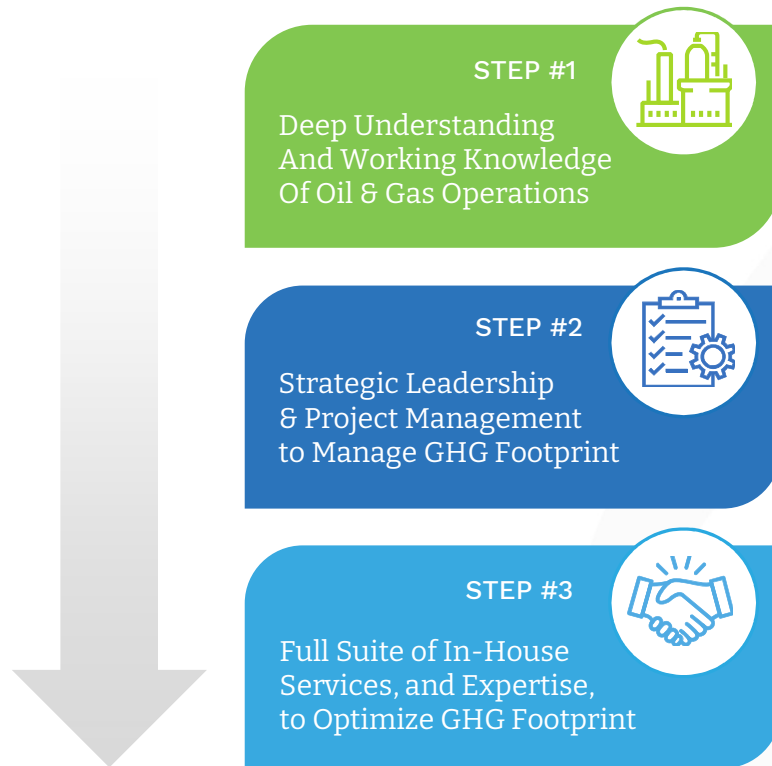 STEP #1
Deep Understanding
And Working Knowledge
Of Oil & Gas Operations
STEP #2
Strategic Leadership
& Project Management
to Manage GHG Footprint
STEP #3
Full Suite of In-House
Services, and Expertise,
to Optimize GHG Footprint